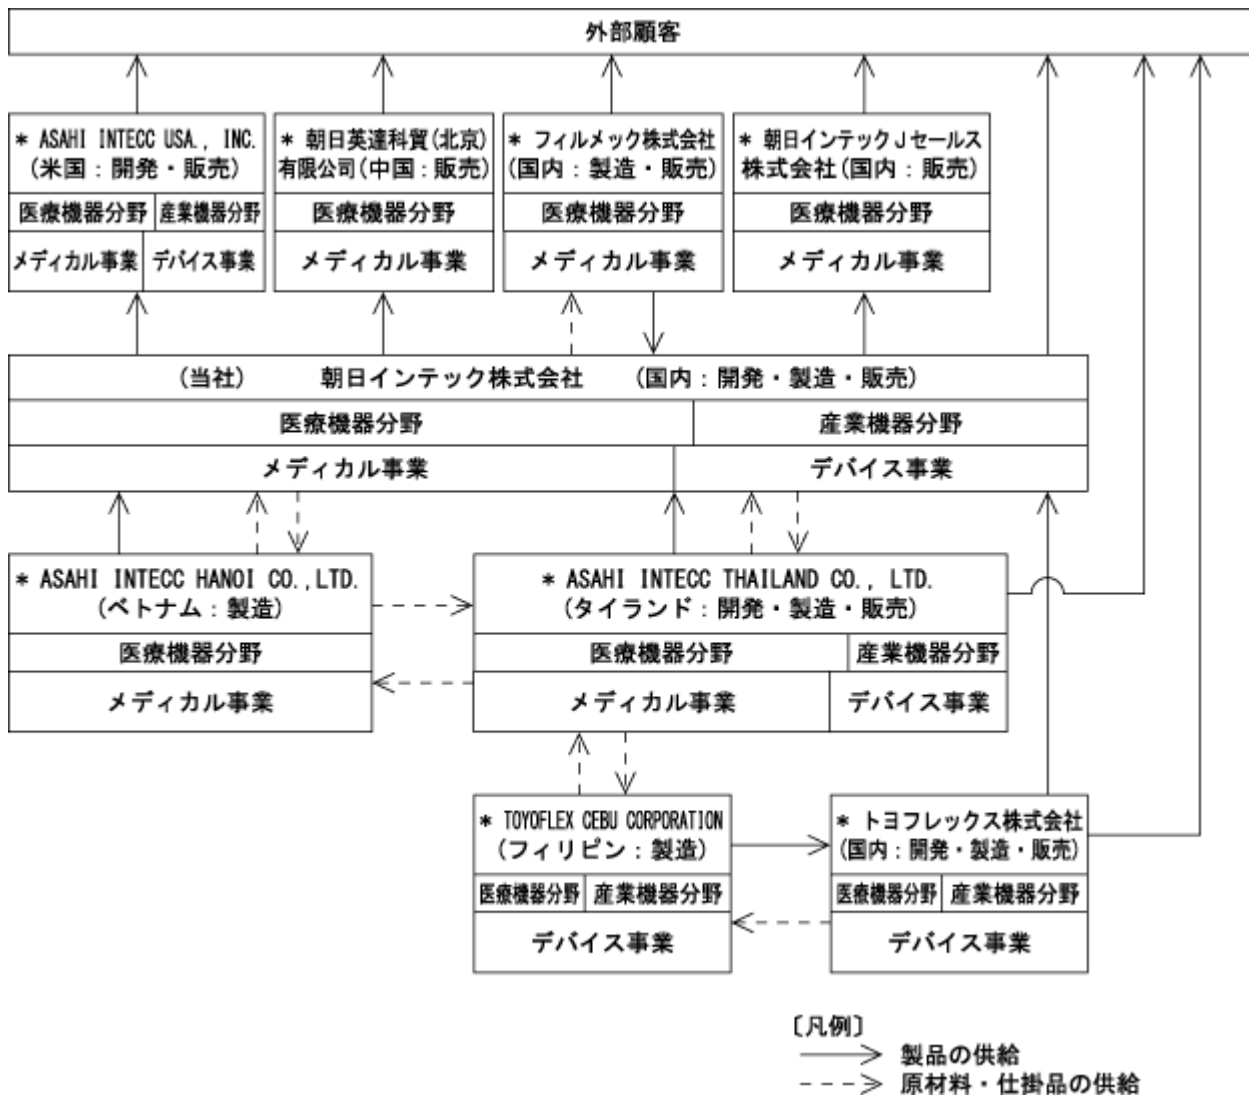 外部顧客
* ASAHI INTECC USA., INC.
(米国：開発・販売)
医療機器分野 産業機器分野
メディカル事業 デバイス事業
* 朝日英達科貿(北京)
有限公司(中国：販売)
医療機器分野
メディカル事業
* フィルメック株式会社
(国内：製造・販売)
医療機器分野
メディカル事業
* 朝日インテックJセールス
株式会社(国内：販売)
医療機器分野
メディカル事業
(当社) 朝日インテック株式会社 (国内：開発・製造・販売)
医療機器分野 産業機器分野
メディカル事業 デバイス事業
* ASAHI INTECC HANOI CO.,LTD.
(ベトナム：製造)
医療機器分野
メディカル事業
* ASAHI INTECC THAILAND CO., LTD.
(タイランド：開発・製造・販売)
医療機器分野 産業機器分野
メディカル事業 デバイス事業
* TOYOFLEX CEBU CORPORATION
(フィリピン：製造)
医療機器分野 産業機器分野
デバイス事業
* トヨフレックス株式会社
(国内：開発・製造・販売)
医療機器分野 産業機器分野
デバイス事業
〔凡例〕
製品の供給
原材料・仕掛品の供給